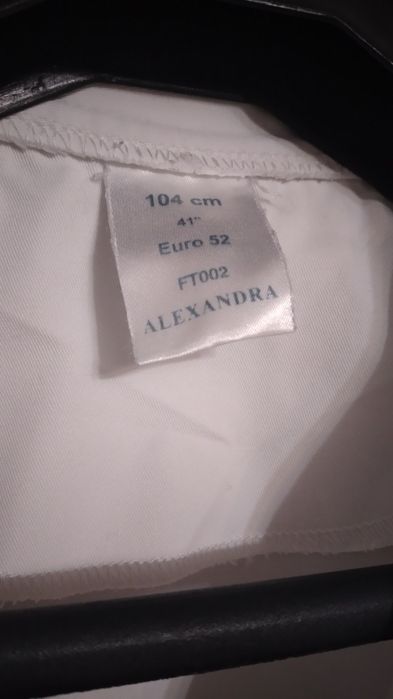 104 cm
41"
Euro 52
FT002
ALEXANDRA